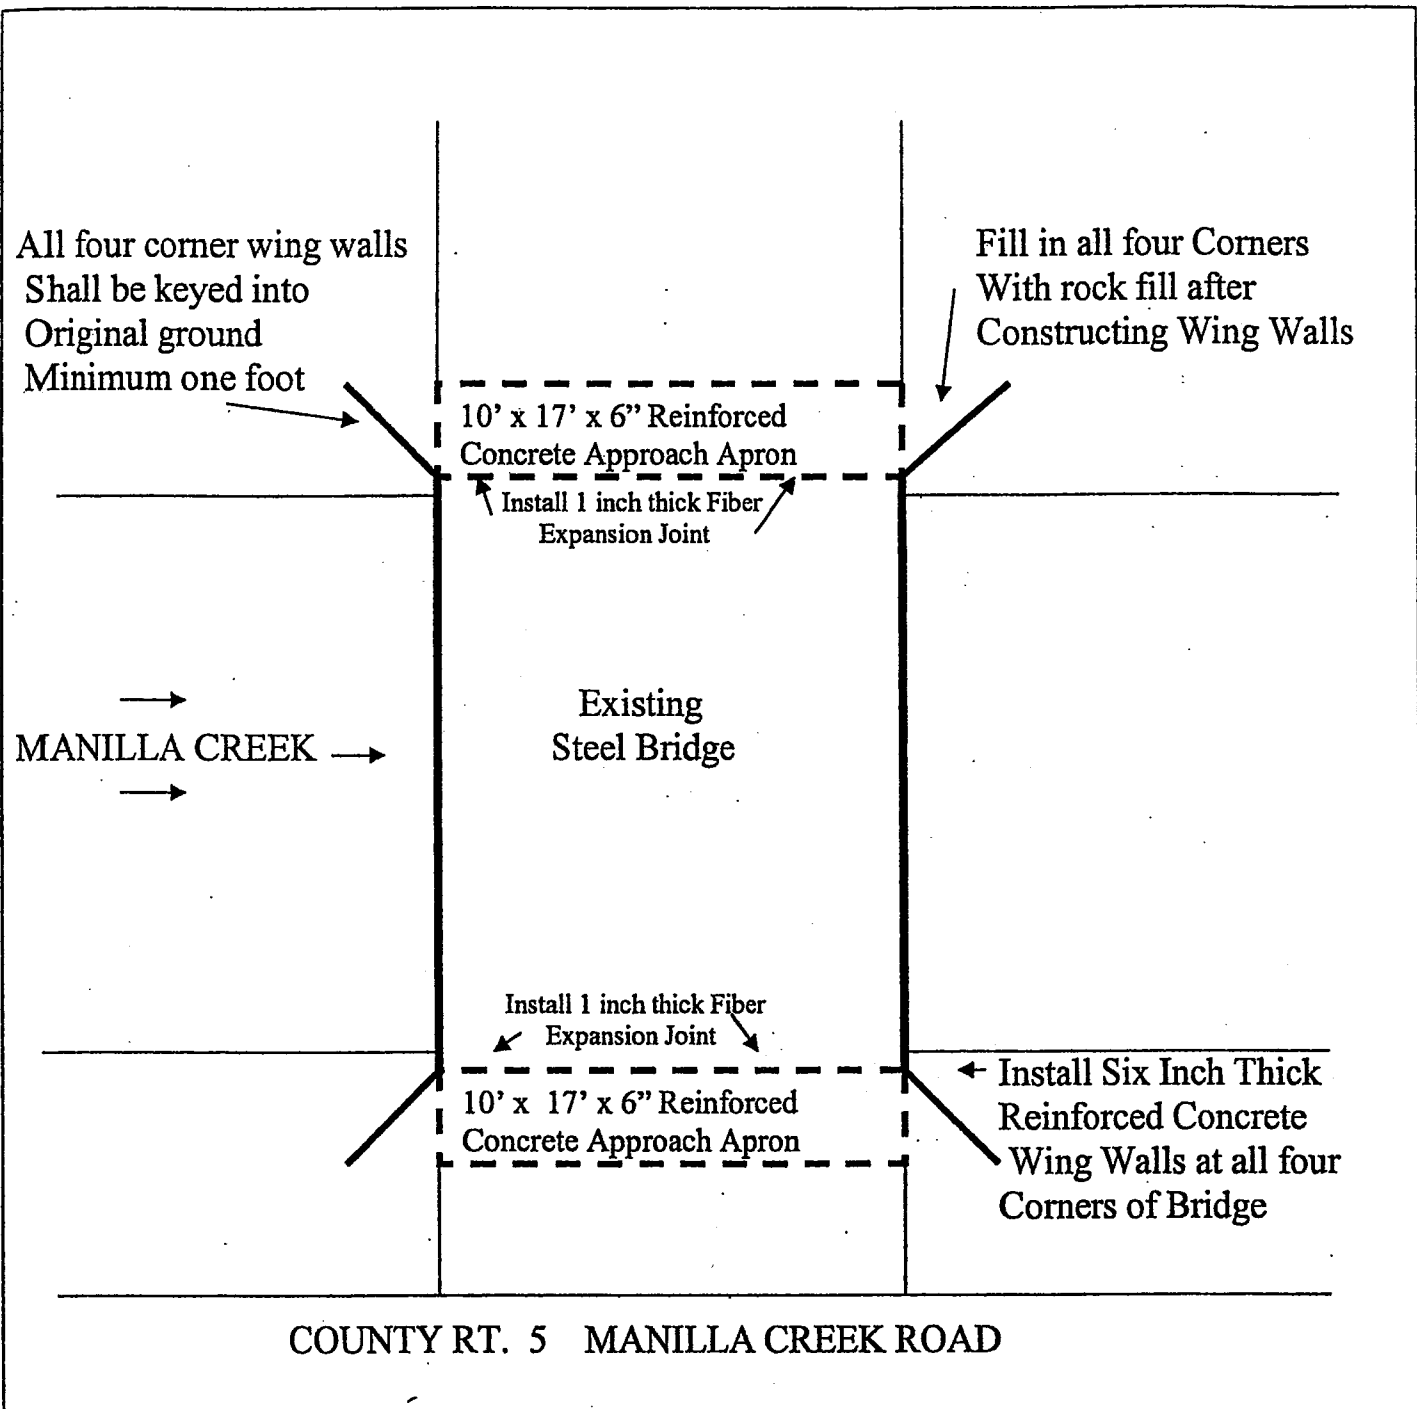 All four corner wing walls
Shall be keyed into
Original ground
Minimum one foot
Fill in all four Corners
With rock fill after
Constructing Wing Walls
10’ x 17’ x 6” Reinforced
Concrete Approach Apron
Install 1 inch thick Fiber
Expansion Joint
Existing
Steel Bridge
MANILLA CREEK
Install 1 inch thick Fiber
Expansion Joint
10’ x 17’ x 6” Reinforced
Concrete Approach Apron
Install Six Inch Thick
Reinforced Concrete
Wing Walls at all four
Corners of Bridge
COUNTY RT. 5 MANILLA CREEK ROAD